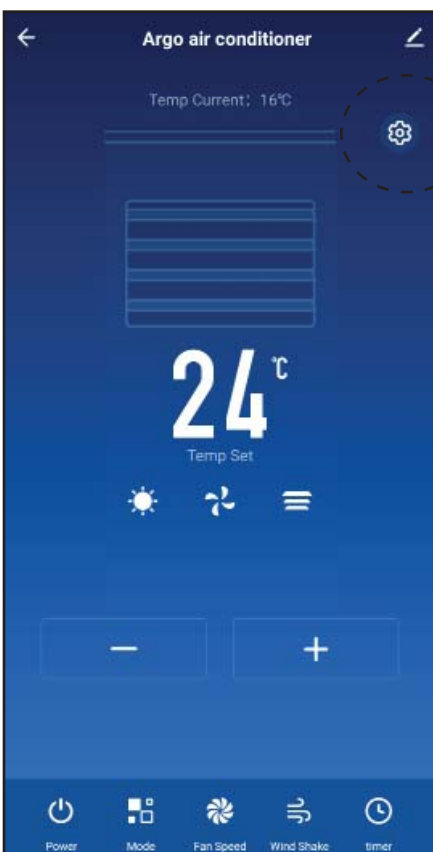 Argo air conditioner
Temp Current: 16℃
24℃
Temp Set
Power Mode Fan Speed Wind Shake timer